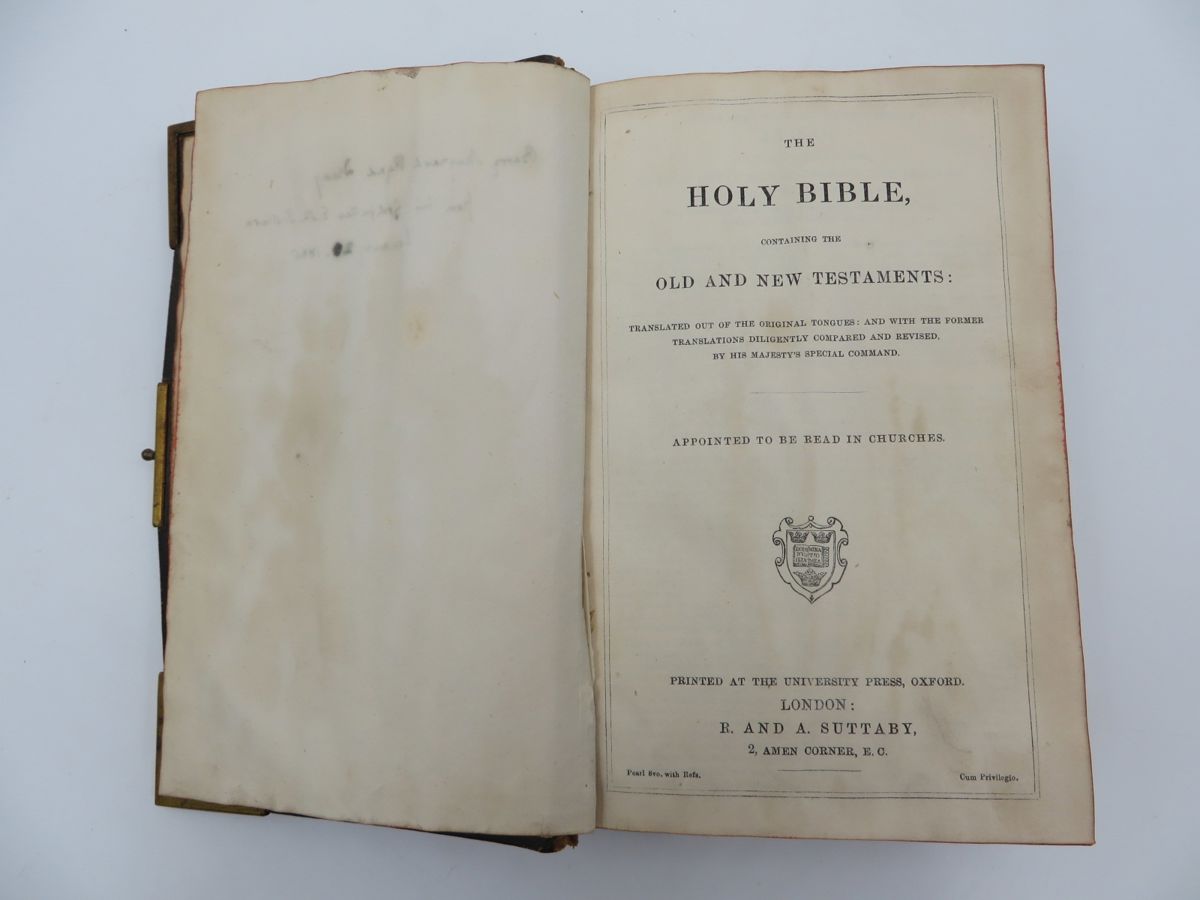 THE
HOLY BIBLE,
CONTAINING THE
OLD AND NEW TESTAMENTS:
TRANSLATED OUT OF THE ORIGINAL TONGUES: AND WITH THE FORMER
TRANSLATIONS DILIGENTLY COMPARED AND REVISED,
BY HIS MAJESTY'S SPECIAL COMMAND.
APPOINTED TO BE READ IN CHURCHES.
PRINTED AT THE UNIVERSITY PRESS, OXFORD.
LONDON:
R. AND A. SUTTABY,
2, AMEN CORNER, E. C.
Pearl 8vo. with Refs.
Cum Privilegio.